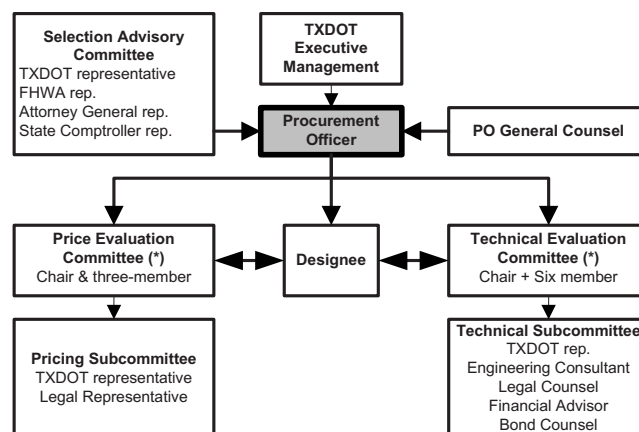 Selection Advisory
Committee
TXDOT representative
FHWA rep.
Attorney General rep.
State Comptroller rep.
TXDOT
Executive
Management
Procurement
Officer
PO General Counsel
Price Evaluation
Committee (*)
Chair & three-member
Designee
Technical Evaluation
Committee (*)
Chair + Six member
Pricing Subcommittee
TXDOT representative
Legal Representative
Technical Subcommittee
TXDOT rep.
Engineering Consultant
Legal Counsel
Financial Advisor
Bond Counsel